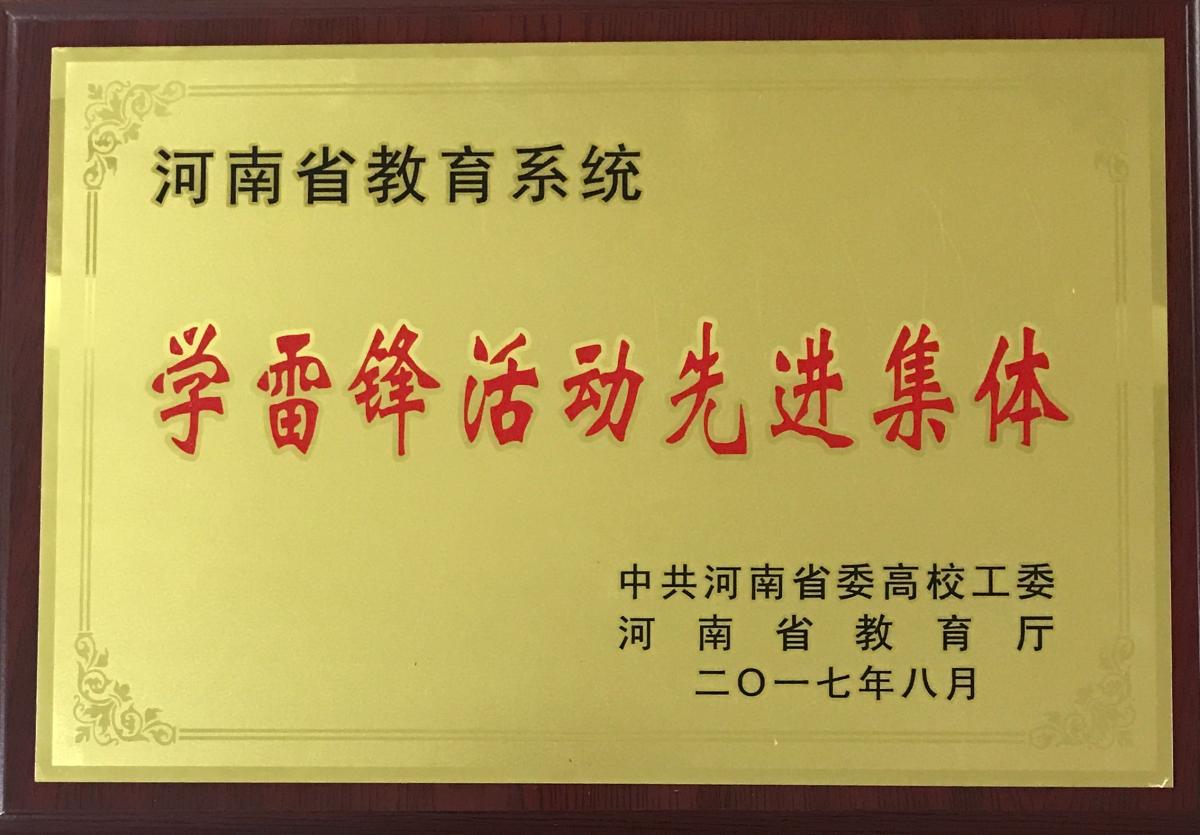 河南省教育系统
学雷锋活动先进集体
中共河南省委高校工委
河南省教育厅
二〇一七年八月